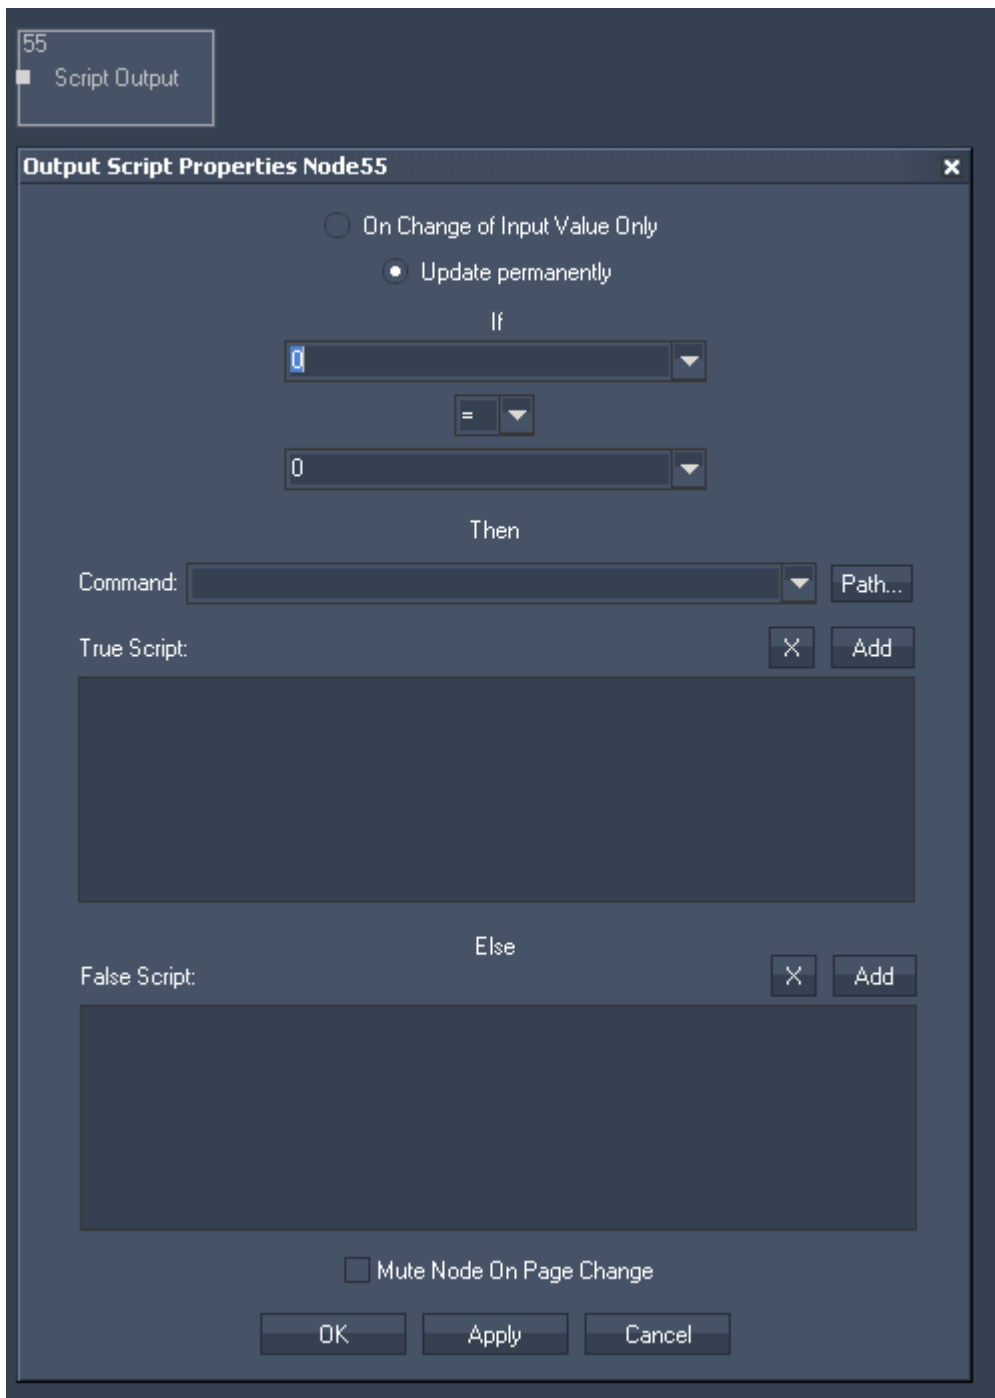 55
Script Output
Output Script Properties Node55
On Change of Input Value Only
Update permanently
If
0
=
0
Then
Command:
Path...
True Script:
X
Add
Else
False Script:
X
Add
Mute Node On Page Change
OK
Apply
Cancel